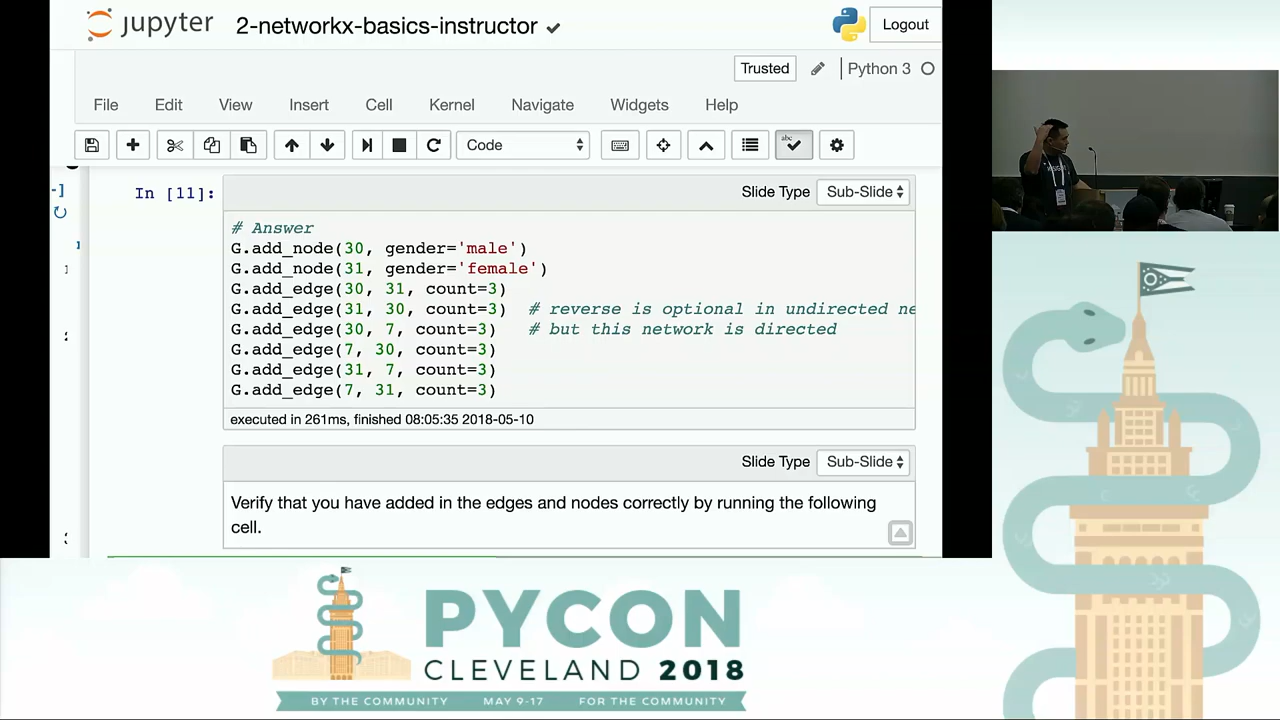 jupyter 2-networkx-basics-instructor Logout
Trusted Python 3
File Edit View Insert Cell Kernel Navigate Widgets Help
Code
In [11]:
Slide Type Sub-Slide
# Answer
G.add_node(30, gender='male')
G.add_node(31, gender='female')
G.add_edge(30, 31, count=3)
G.add_edge(31, 30, count=3) # reverse is optional in undirected ne
G.add_edge(30, 7, count=3) # but this network is directed
G.add_edge(7, 30, count=3)
G.add_edge(31, 7, count=3)
G.add_edge(7, 31, count=3)
executed in 261ms, finished 08:05:35 2018-05-10
Slide Type Sub-Slide
Verify that you have added in the edges and nodes correctly by running the following
cell.
PYCON
CLEVELAND 2018
BY THE COMMUNITY MAY 9-17 FOR THE COMMUNITY